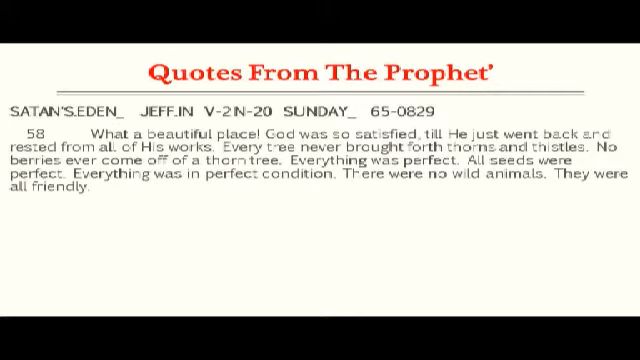 Quotes From The Prophet'
SATAN'S.EDEN_ JEFF.IN V-2 N-20 SUNDAY_ 65-0829
58 What a beautiful place! God was so satisfied, till He just went back and
rested from all of His works. Every tree never brought forth thorns and thistles. No
berries ever come off of a thorn tree. Everything was perfect. All seeds were
perfect. Everything was in perfect condition. There were no wild animals. They were
all friendly.